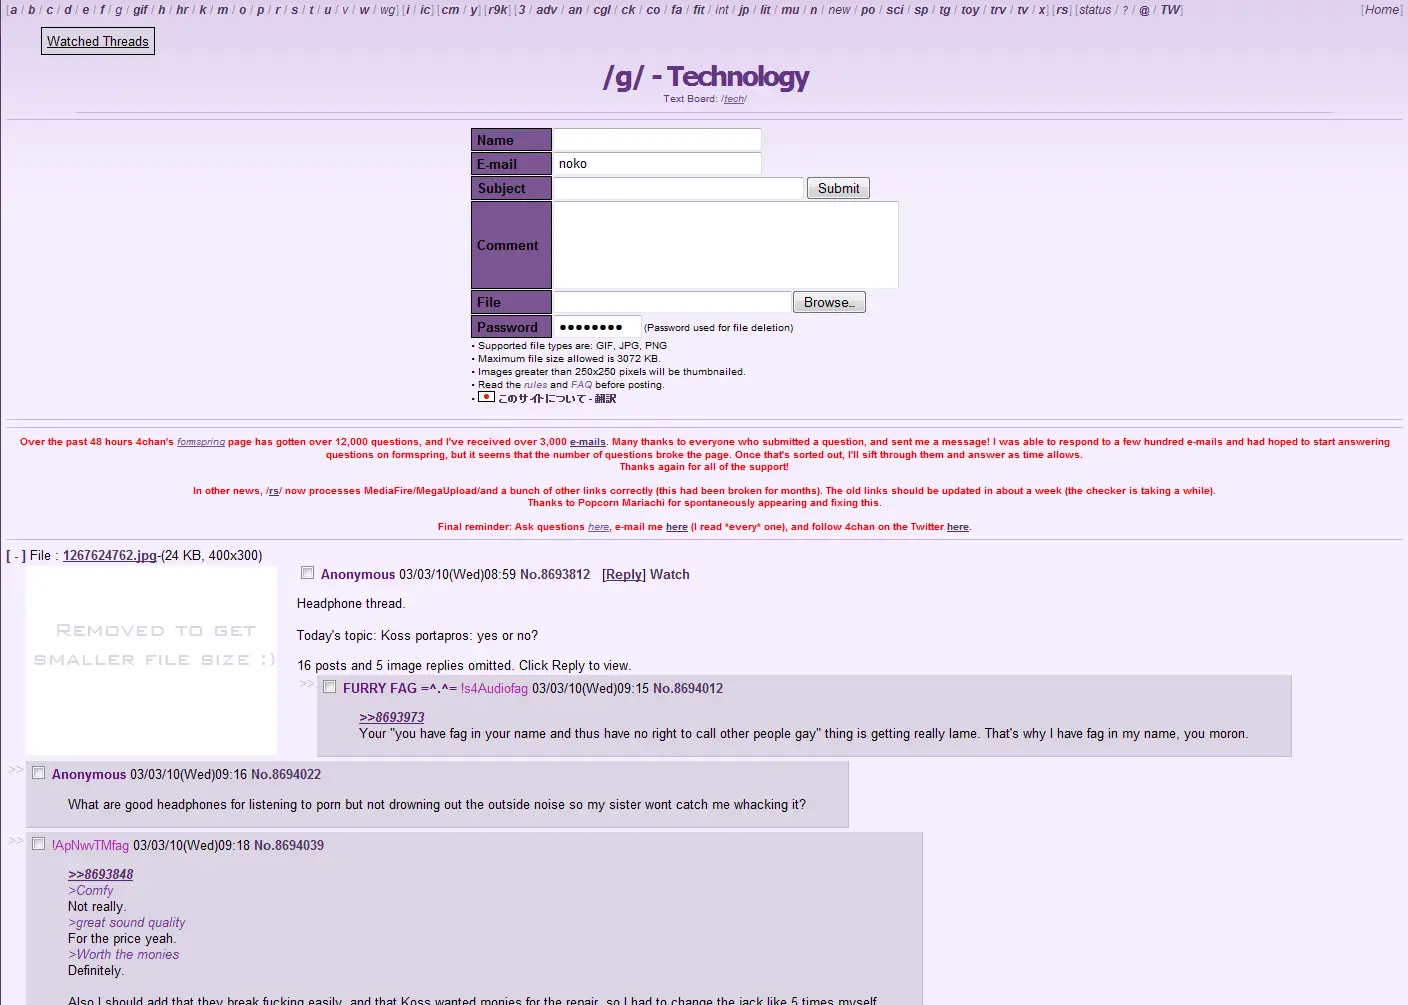 [a / b / c / d / e / f / g / gif / h / hr / k / m / o / p / r / s / t / u / v / w / wg] [i / ic] [cm / y] [r9k] [3 / adv / an / cgl / ck / co / fa / fit / int / jp / lit / mu / n / new / po / sci / sp / tg / toy / trv / tv / x] [rs] [status / ? / @ / TW] [Home]
Watched Threads
/g/ - Technology
Text Board: /tech/
Name
E-mail noko
Subject Submit
Comment
File Browse...
Password ●●●●●●●● (Password used for file deletion)
• Supported file types are: GIF, JPG, PNG
• Maximum file size allowed is 3072 KB.
• Images greater than 250x250 pixels will be thumbnailed.
• Read the rules and FAQ before posting.
• このサイトについて - 翻訳
Over the past 48 hours 4chan's formspring page has gotten over 12,000 questions, and I've received over 3,000 e-mails. Many thanks to everyone who submitted a question, and sent me a message! I was able to respond to a few hundred e-mails and had hoped to start answering
questions on formspring, but it seems that the number of questions broke the page. Once that's sorted out, I'll sift through them and answer as time allows.
Thanks again for all of the support!
In other news, /rs/ now processes MediaFire/MegaUpload/and a bunch of other links correctly (this had been broken for months). The old links should be updated in about a week (the checker is taking a while).
Thanks to Popcorn Mariachi for spontaneously appearing and fixing this.
Final reminder: Ask questions here, e-mail me here (I read *every* one), and follow 4chan on the Twitter here.
[ - ] File : 1267624762.jpg-(24 KB, 400x300)
Removed to get
smaller file size :)
Anonymous 03/03/10(Wed)08:59 No.8693812 [Reply] Watch
Headphone thread.
Today's topic: Koss portapros: yes or no?
16 posts and 5 image replies omitted. Click Reply to view.
>> FURRY FAG =^.^= !s4Audiofag 03/03/10(Wed)09:15 No.8694012
>>8693973
Your "you have fag in your name and thus have no right to call other people gay" thing is getting really lame. That's why I have fag in my name, you moron.
>> Anonymous 03/03/10(Wed)09:16 No.8694022
What are good headphones for listening to porn but not drowning out the outside noise so my sister wont catch me whacking it?
>> !ApNwvTMfag 03/03/10(Wed)09:18 No.8694039
>>8693848
>Comfy
Not really.
>great sound quality
For the price yeah.
>Worth the monies
Definitely.
Also I should add that they break fucking easily, and that Koss wanted monies for the repair, so I had to change the jack like 5 times myself